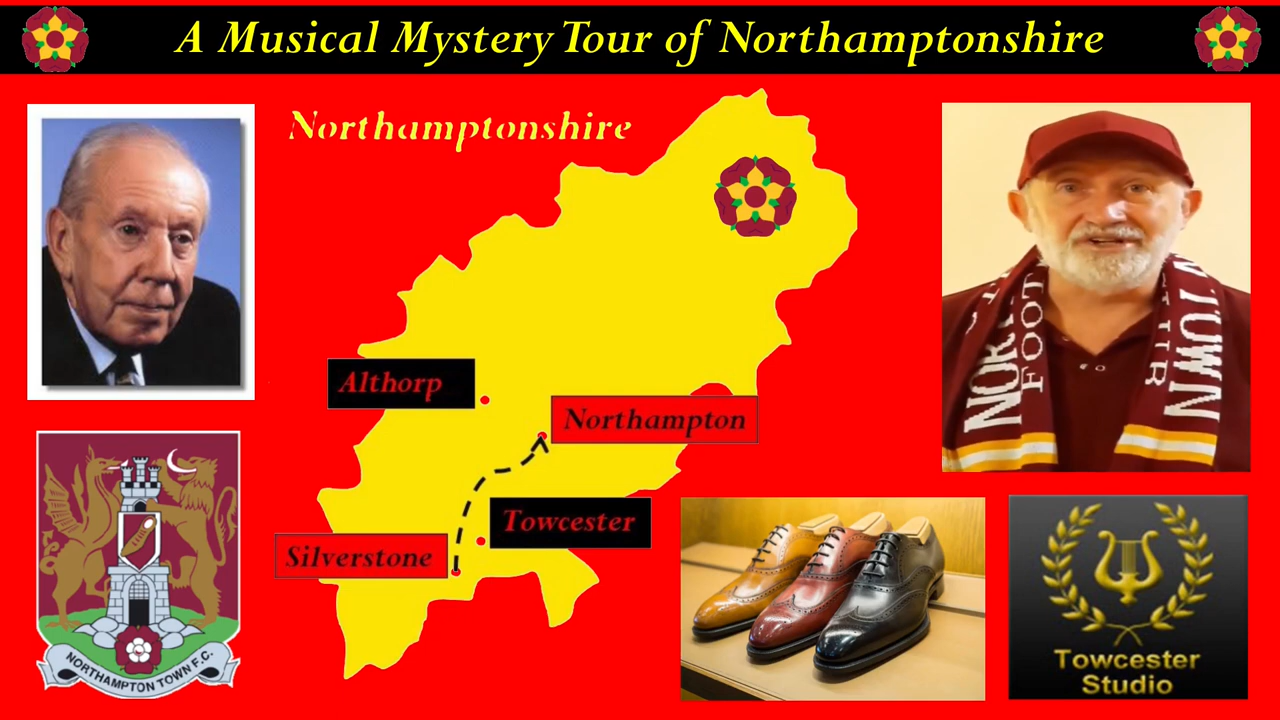 A Musical Mystery Tour of Northamptonshire
Northamptonshire
Althorp
Northampton
Towcester
Silverstone
NORTHAMPTON TOWN F.C.
Towcester
Studio